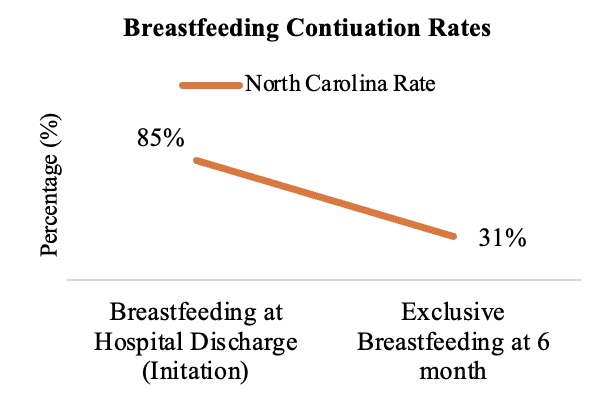 Breastfeeding Contiuation Rates
North Carolina Rate
Percentage (%)
85%
31%
Breastfeeding at
Hospital Discharge
(Initation)
Exclusive
Breastfeeding at 6
month